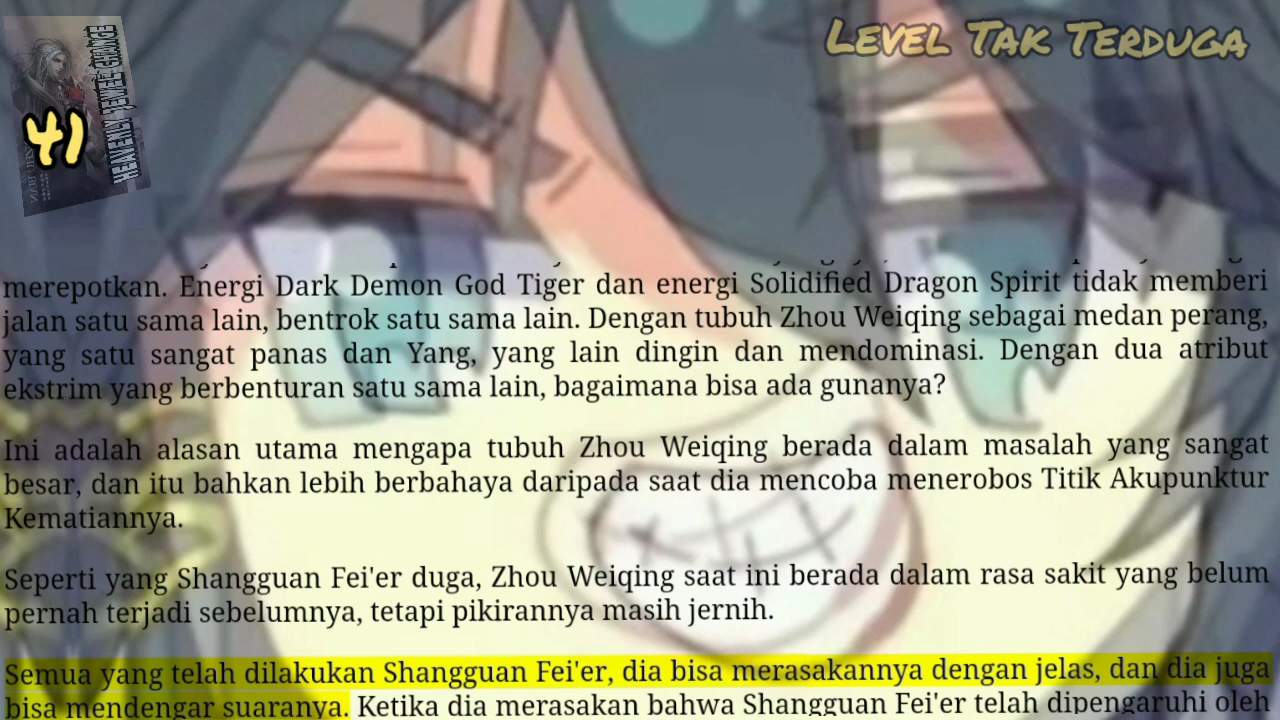 LEVEL TAK TERDUGA
HEAVENLY JEWEL CHANGE
41
merepotkan. Energi Dark Demon God Tiger dan energi Solidified Dragon Spirit tidak memberi
jalan satu sama lain, bentrok satu sama lain. Dengan tubuh Zhou Weiqing sebagai medan perang,
yang satu sangat panas dan Yang, yang lain dingin dan mendominasi. Dengan dua atribut
ekstrim yang berbenturan satu sama lain, bagaimana bisa ada gunanya?
Ini adalah alasan utama mengapa tubuh Zhou Weiqing berada dalam masalah yang sangat
besar, dan itu bahkan lebih berbahaya daripada saat dia mencoba menerobos Titik Akupunktur
Kematiannya.
Seperti yang Shangguan Fei'er duga, Zhou Weiqing saat ini berada dalam rasa sakit yang belum
pernah terjadi sebelumnya, tetapi pikirannya masih jernih.
Semua yang telah dilakukan Shangguan Fei'er, dia bisa merasakannya dengan jelas, dan dia juga
bisa mendengar suaranya. Ketika dia merasakan bahwa Shangguan Fei'er telah dipengaruhi oleh